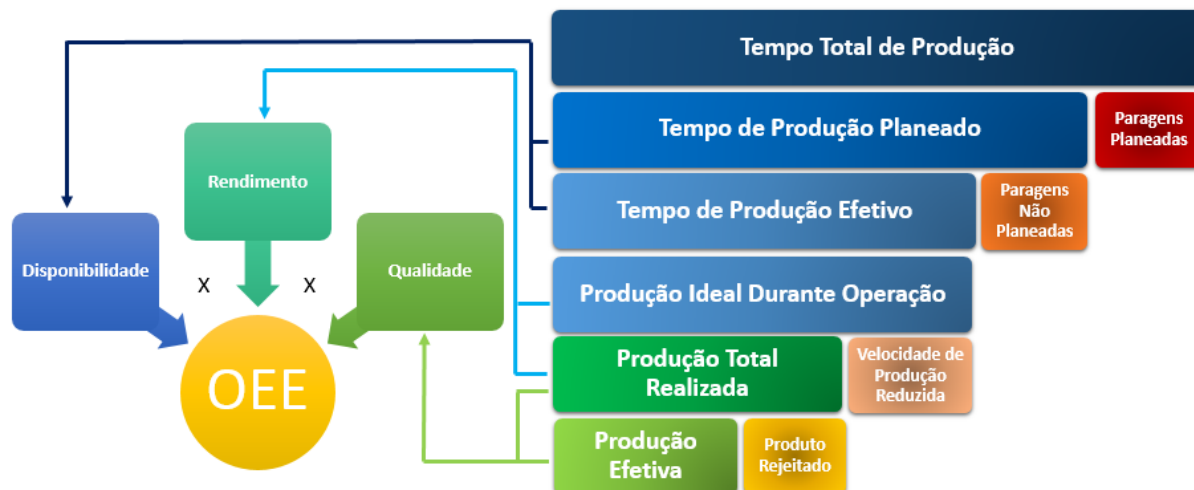 Tempo Total de Produção
Tempo de Produção Planeado
Paragens
Planeadas
Rendimento
Tempo de Produção Efetivo
Paragens
Não
Planeadas
Disponibilidade
X
X
Qualidade
Produção Ideal Durante Operação
OEE
Produção Total
Realizada
Velocidade de
Produção
Reduzida
Produção
Efetiva
Produto
Rejeitado